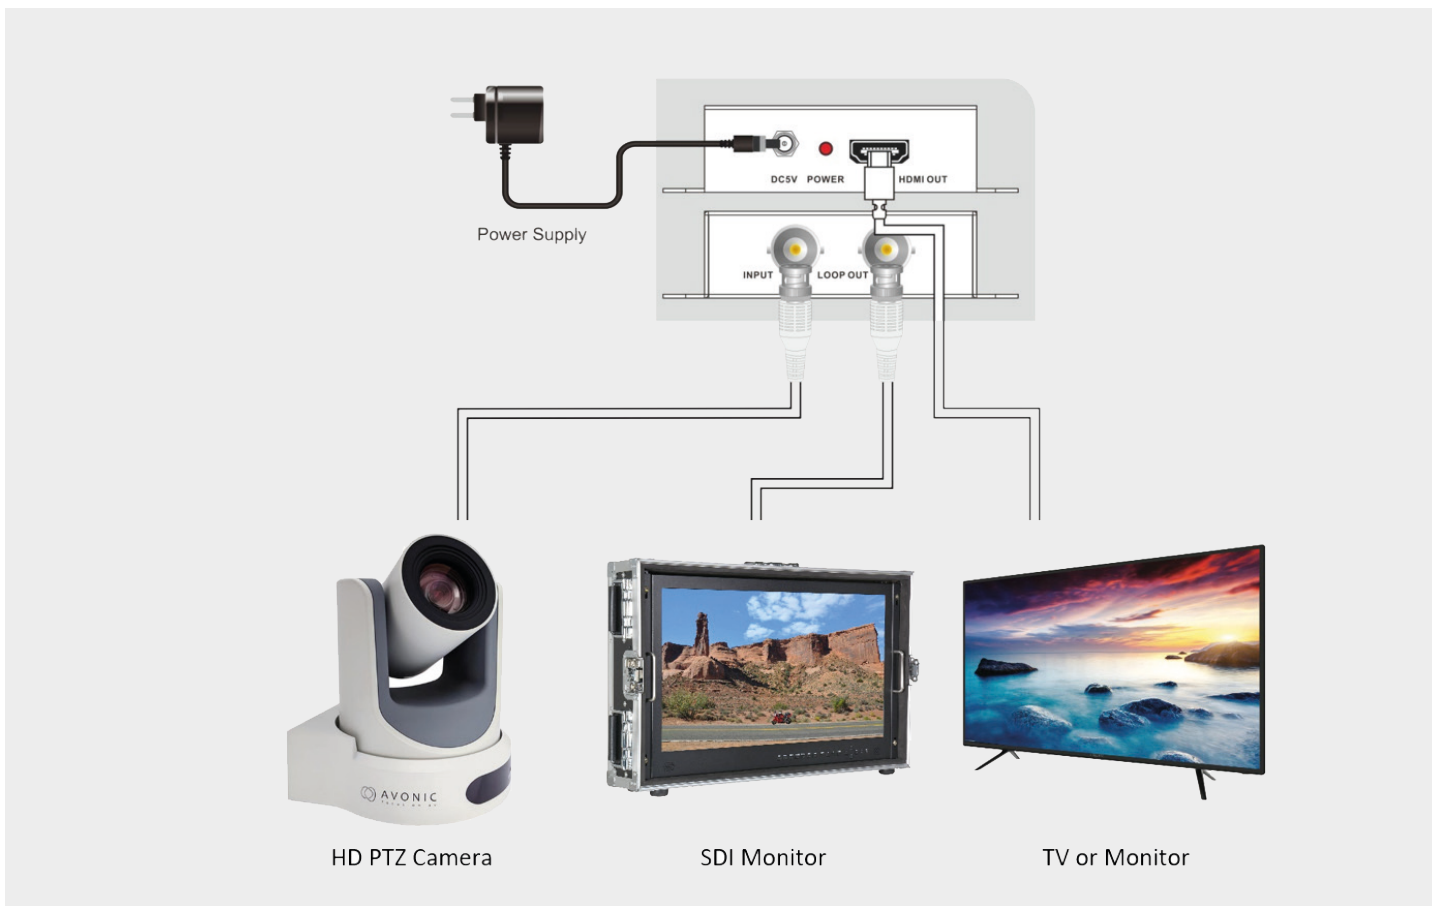 DC5V POWER HDMI OUT
Power Supply
INPUT LOOP OUT
AVONIC
HD PTZ Camera SDI Monitor TV or Monitor